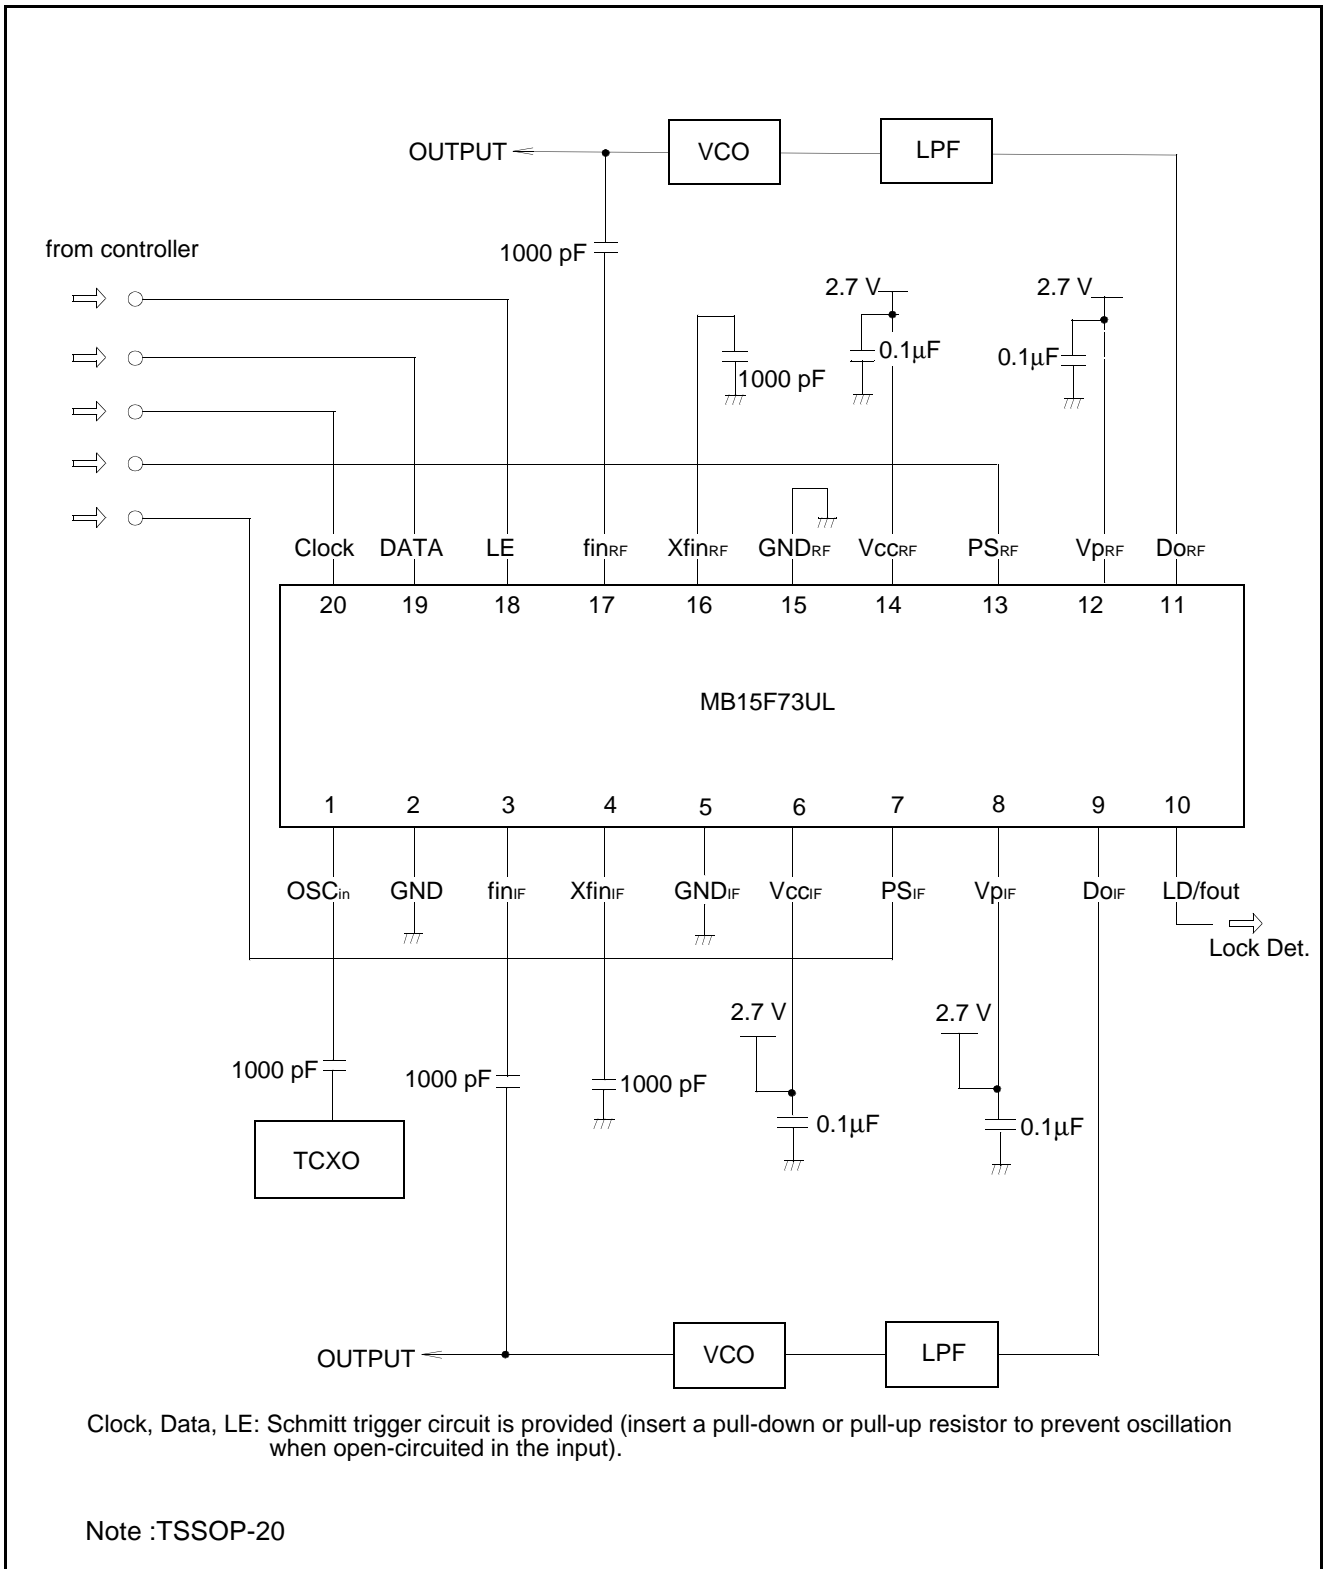 OUTPUT
VCO
LPF
from controller
1000 pF
2.7 V
2.7 V
0.1µF
0.1µF
1000 pF
Clock DATA LE finRF XfinRF GNDRF VccRF PSRF VpRF DoRF
20 19 18 17 16 15 14 13 12 11
MB15F73UL
1 2 3 4 5 6 7 8 9 10
OSCin GND finIF XfinIF GNDIF VccIF PSIF VpIF DoIF LD/fout
Lock Det.
2.7 V
2.7 V
1000 pF
1000 pF
1000 pF
0.1µF
0.1µF
TCXO
OUTPUT
VCO
LPF
Clock, Data, LE: Schmitt trigger circuit is provided (insert a pull-down or pull-up resistor to prevent oscillation
when open-circuited in the input).
Note :TSSOP-20